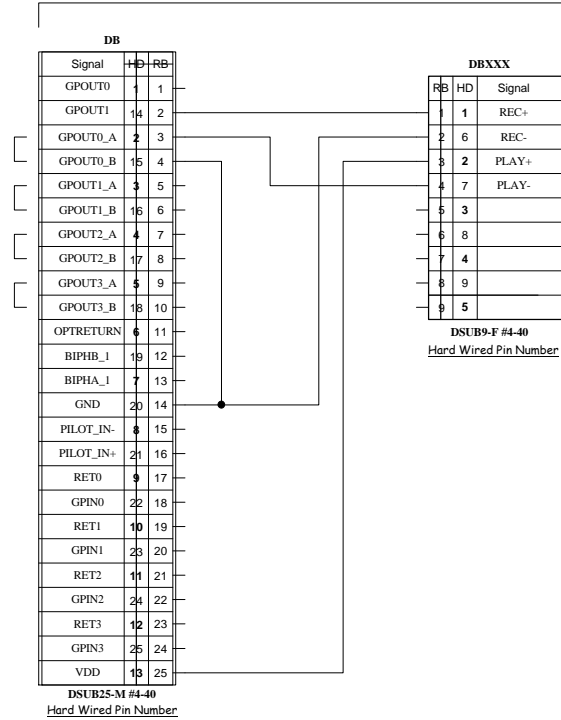 DB
Signal HD RB
GPOUT0 1 1
GPOUT1 14 2
GPOUT0_A 2 3
GPOUT0_B 15 4
GPOUT1_A 3 5
GPOUT1_B 16 6
GPOUT2_A 4 7
GPOUT2_B 17 8
GPOUT3_A 5 9
GPOUT3_B 18 10
OPTRETURN 6 11
BIPHB_1 19 12
BIPHA_1 7 13
GND 20 14
PILOT_IN- 8 15
PILOT_IN+ 21 16
RET0 9 17
GPIN0 22 18
RET1 10 19
GPIN1 23 20
RET2 11 21
GPIN2 24 22
RET3 12 23
GPIN3 25 24
VDD 13 25
DSUB25-M #4-40
Hard Wired Pin Number
DBXXX
RB HD Signal
1 1 REC+
2 6 REC-
3 2 PLAY+
4 7 PLAY-
5 3
6 8
7 4
8 9
9 5
DSUB9-F #4-40
Hard Wired Pin Number